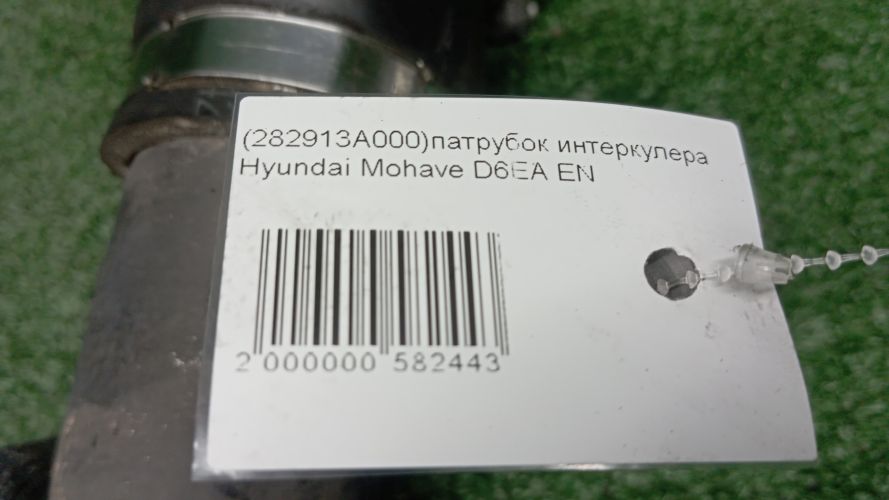 (282913A000)патрубок интеркулера
Hyundai Mohave D6EA EN
2 000000 582443